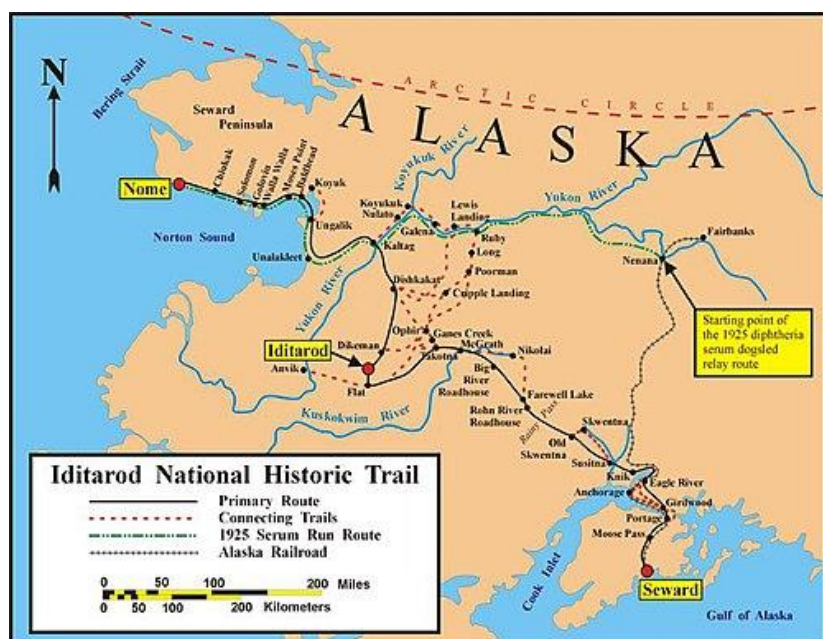 ARCTIC CIRCLE
N
Bering Strait
Seward
Peninsula
ALASKA
Koyukuk River
Nome
Chiukak
Solomon
Golovin
Walla Walla
Moses Point
Baldhead
Koyuk
Koyukuk
Nulato
Lewis
Landing
Yukon River
Ungalik
Galena
Ruby
Fairbanks
Norton Sound
Unalakleet
Kaltag
Long
Nenana
Yukon River
Dishkakat
Poorman
Cripple Landing
Starting point of
the 1925 diphtheria
serum dogsled
relay route
Ophir
Ganes Creek
Dikeman
McGrath
Nikolai
Iditarod
Takotna
Anvik
Big
River
Roadhouse
Flat
Farewell Lake
Kuskokwim River
Rohn River
Roadhouse
Rainy Pass
Skwentna
Old
Skwentna
Susitna
Knik
Eagle River
Anchorage
Girdwood
Portage
Moose Pass
Cook Inlet
Seward
Gulf of Alaska
Iditarod National Historic Trail
Primary Route
Connecting Trails
1925 Serum Run Route
Alaska Railroad
0 50 100 200 Miles
0 50 100 200
Kilometers